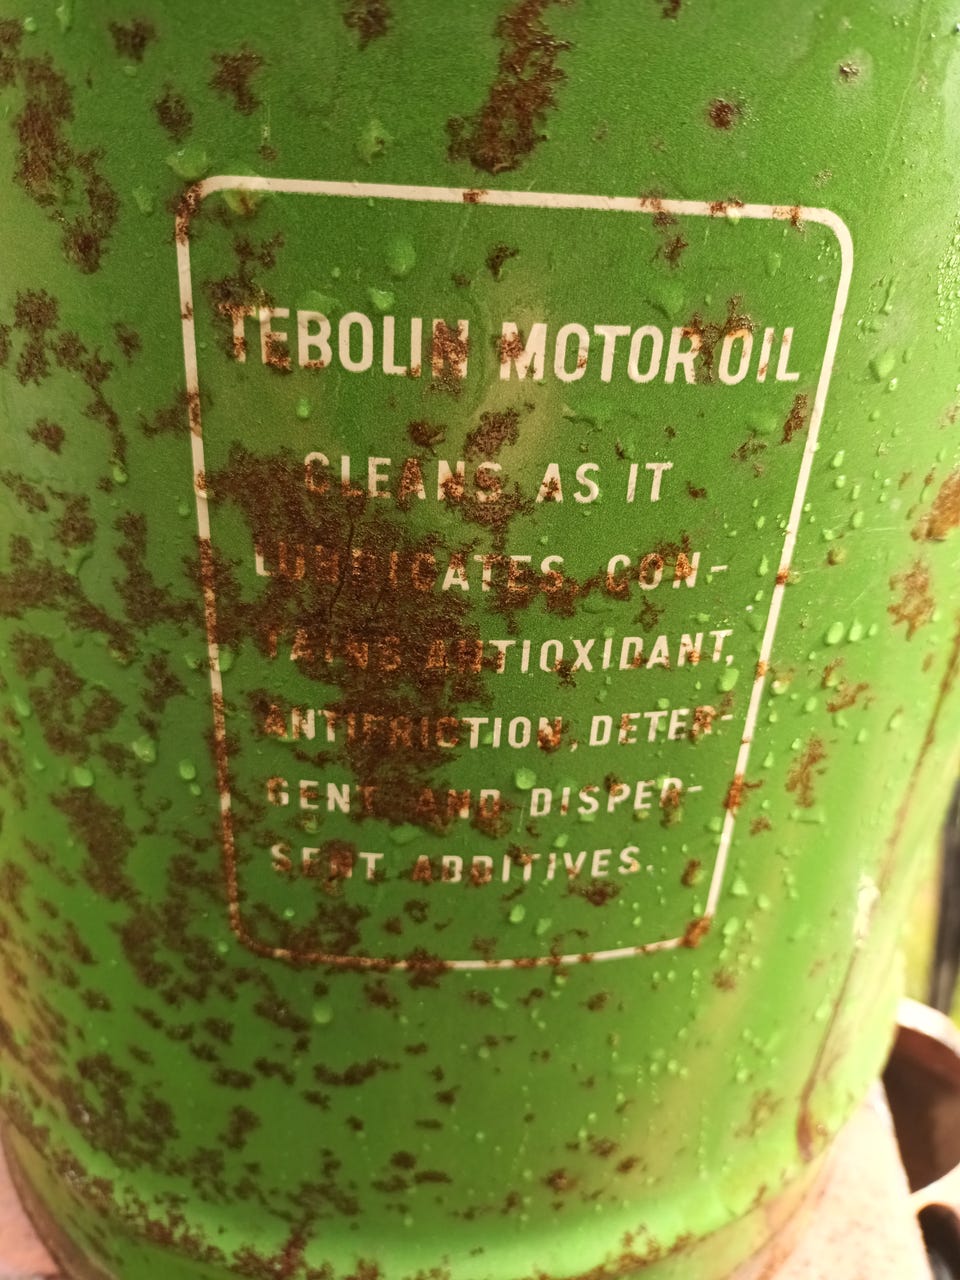 TEBOLIN MOTOR OIL
CLEANS AS IT
LUBRICATES, CON-
TAINS ANTIOXIDANT,
ANTIFRICTION, DETER-
GENT AND DISPER-
SENT ADDITIVES.